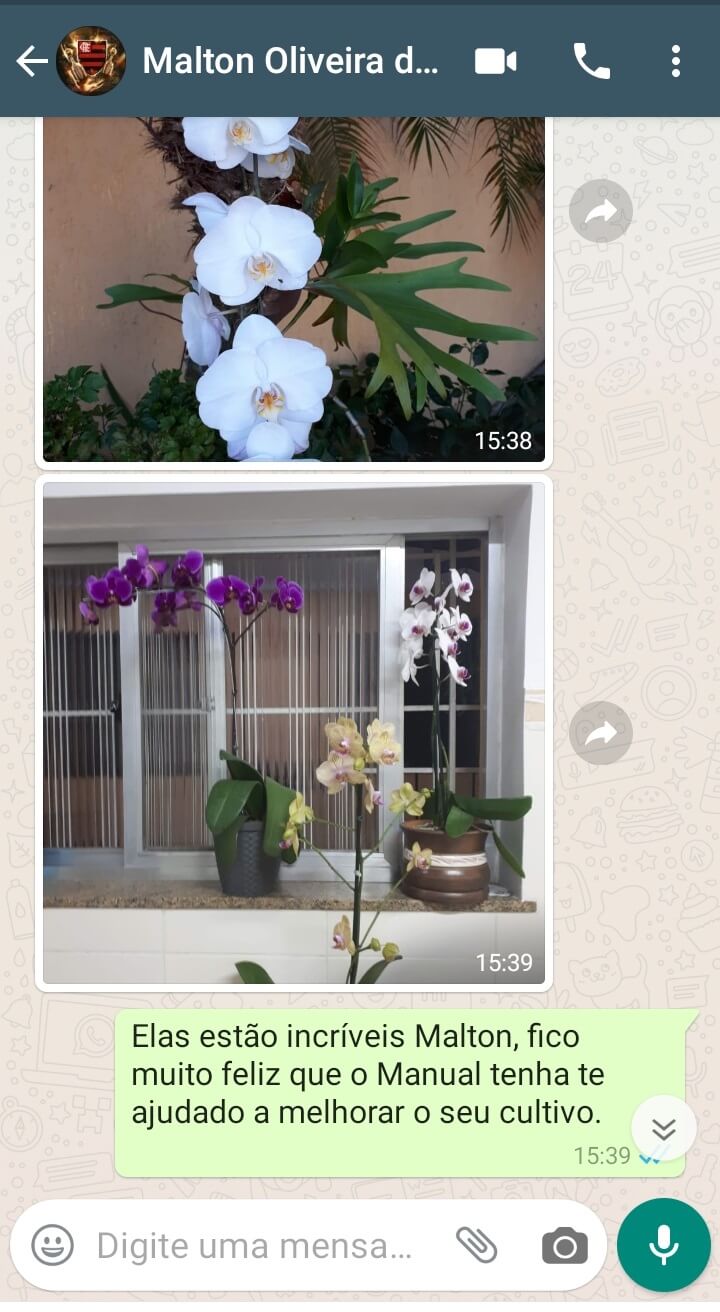 Malton Oliveira d...
15:38
15:39
Elas estão incríveis Malton, fico
muito feliz que o Manual tenha te
ajudado a melhorar o seu cultivo.
15:39
Digite uma mensa...